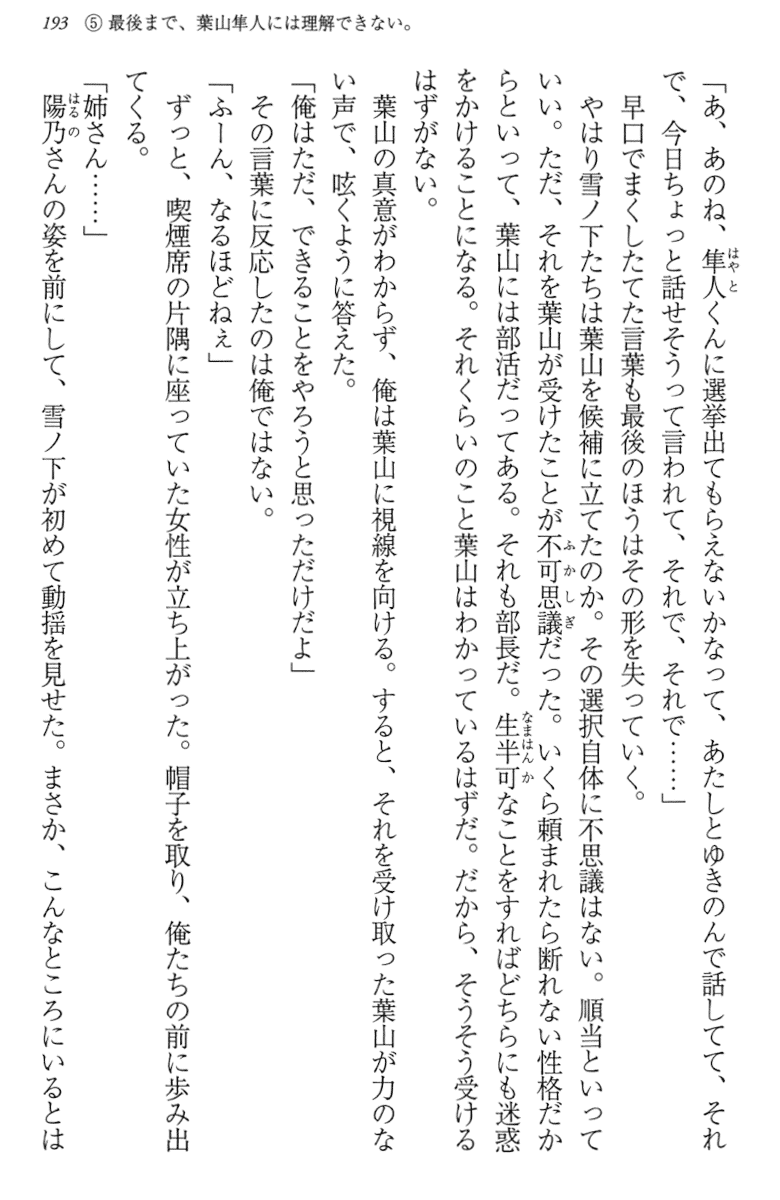 193　⑤ 最後まで、葉山隼人には理解できない。
「あ、あのね、隼人くんに選挙出てもらえないかなって、あたしとゆきのんで話してて、それ
で、今日ちょっと話せそうって言われて、それで、それで……」
　早口でまくしたてた言葉も最後のほうはその形を失っていく。
　やはり雪ノ下たちは葉山を候補に立てたのか。その選択自体に不思議はない。順当といって
いい。ただ、それを葉山が受けたことが不可思議だった。いくら頼まれたら断れない性格だか
らといって、葉山には部活だってある。それも部長だ。生半可なことをすればどちらにも迷惑
をかけることになる。それくらいのこと葉山はわかっているはずだ。だから、そうそう受ける
はずがない。
　葉山の真意がわからず、俺は葉山に視線を向ける。すると、それを受け取った葉山が力のな
い声で、呟くように答えた。
「俺はただ、できることをやろうと思っただけだよ」
　その言葉に反応したのは俺ではない。
「ふーん、なるほどねぇ」
　ずっと、喫煙席の片隅に座っていた女性が立ち上がった。帽子を取り、俺たちの前に歩み出
てくる。
「姉さん……」
　陽乃さんの姿を前にして、雪ノ下が初めて動揺を見せた。まさか、こんなところにいるとは